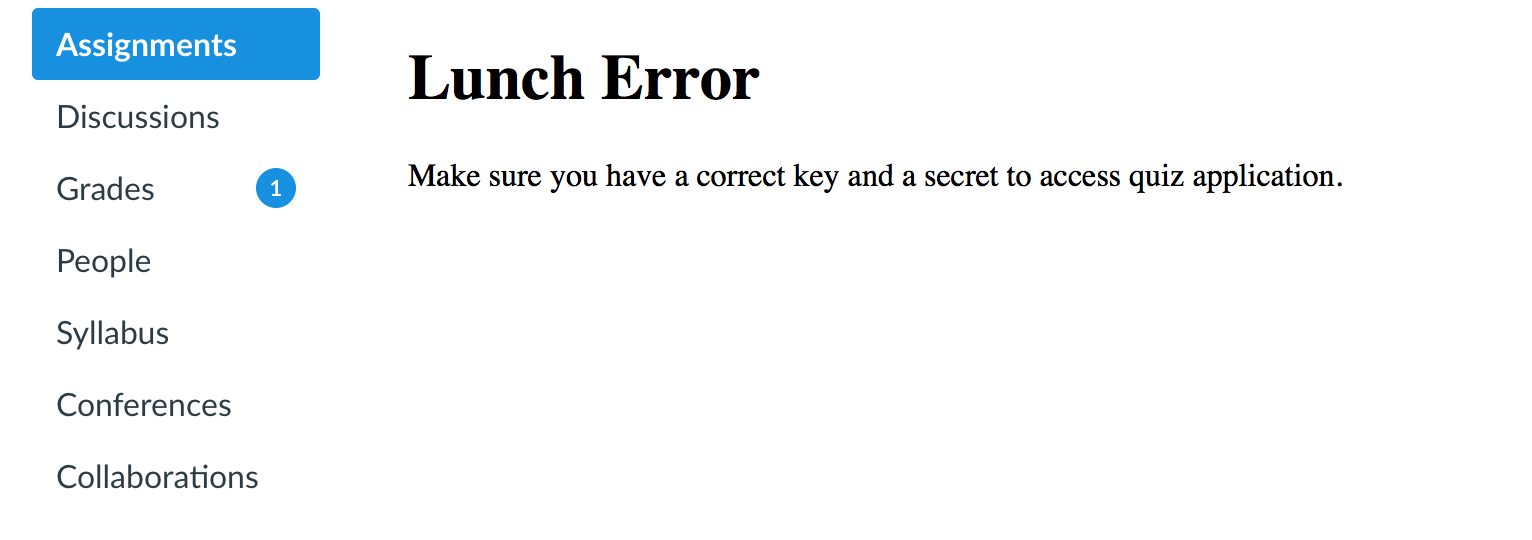 Assignments
Discussions
Grades 1
People
Syllabus
Conferences
Collaborations
Lunch Error
Make sure you have a correct key and a secret to access quiz application.